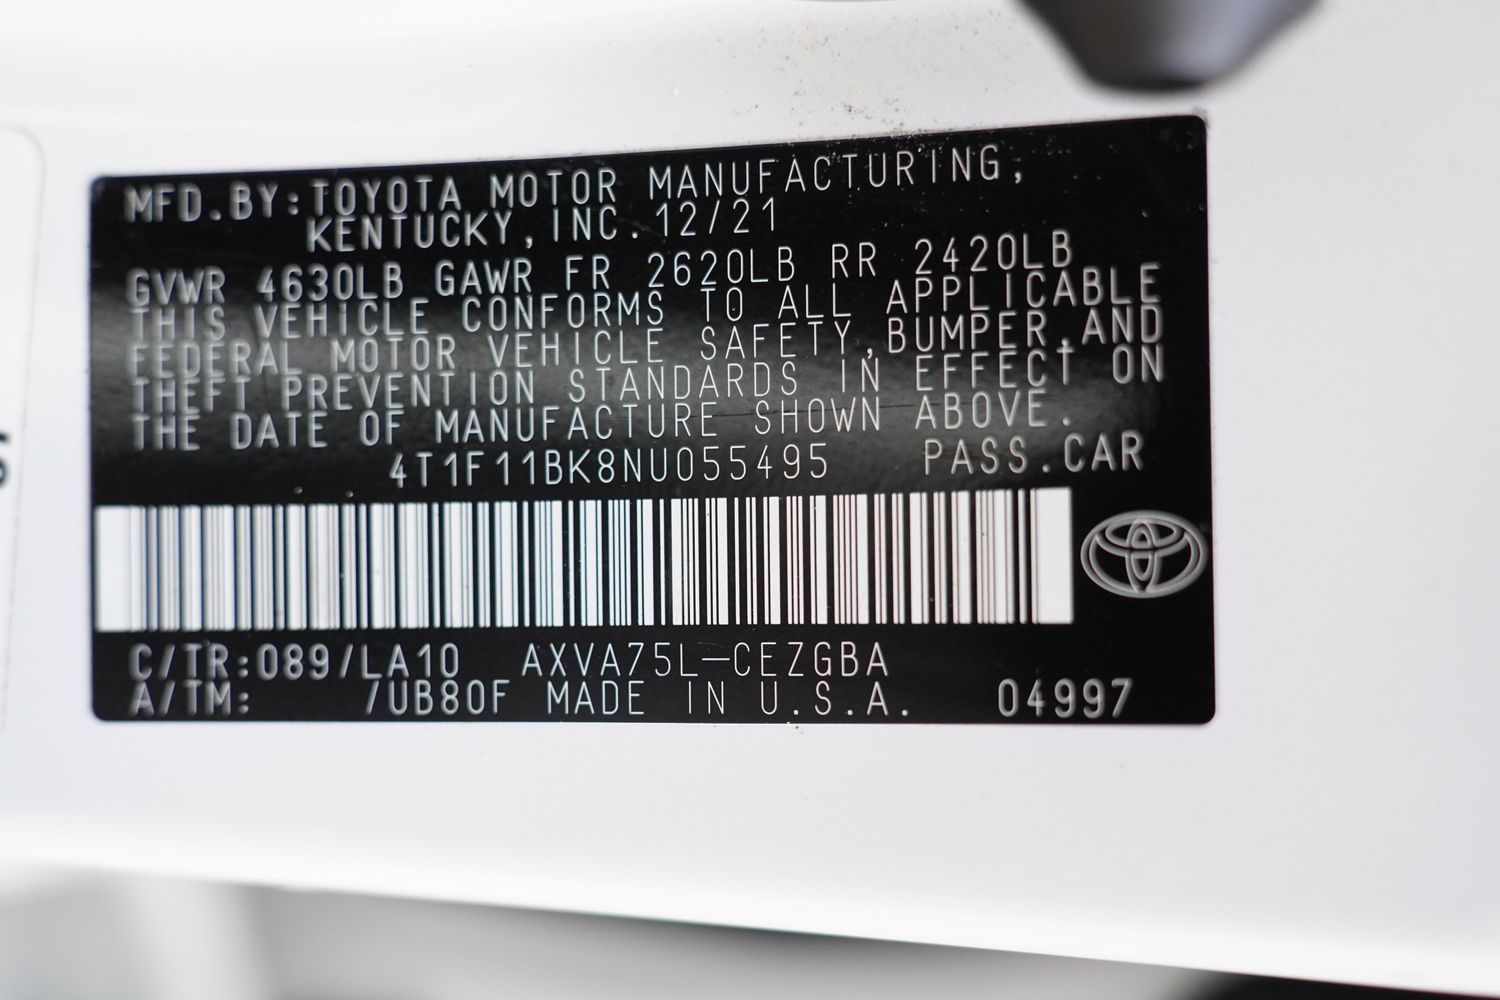 MFD.BY:TOYOTA MOTOR MANUFACTURING,
KENTUCKY,INC.12/21
GVWR 4630LB GAWR FR 2620LB RR 2420LB
THIS VEHICLE CONFORMS TO ALL APPLICABLE
FEDERAL MOTOR VEHICLE SAFETY,BUMPER,AND
THEFT PREVENTION STANDARDS IN EFFECT ON
THE DATE OF MANUFACTURE SHOWN ABOVE.
4T1F11BK8NU055495 PASS.CAR
C/TR:089/LA10 AXVA75L-CEZGBA
A/TM: /UB80F MADE IN U.S.A. 04997